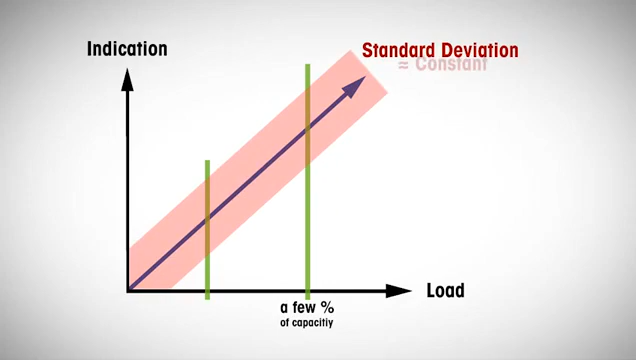 Indication
Standard Deviation
= Constant
Load
a few %
of capacitiy